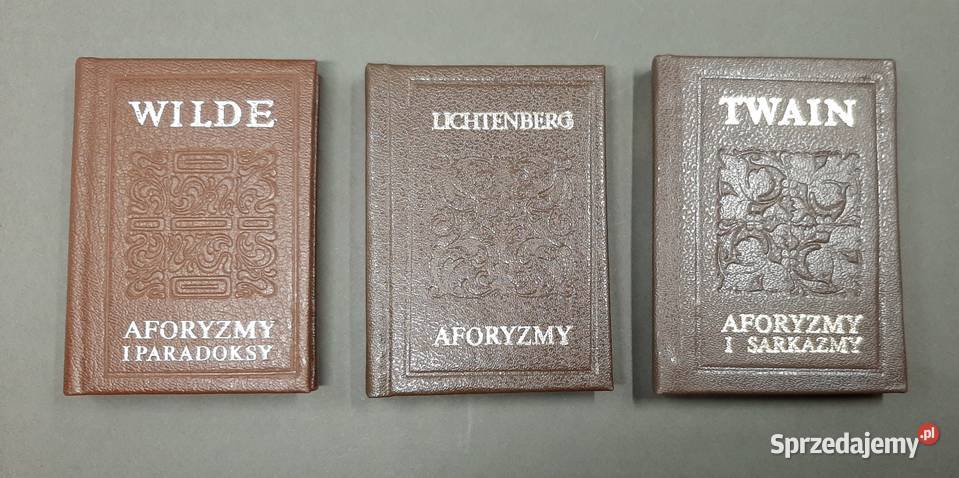 WILDE
AFORYZMY
I PARADOKSY
LICHTENBERG
AFORYZMY
TWAIN
AFORYZMY
I SARKAZMY
Sprzedajemy.pl